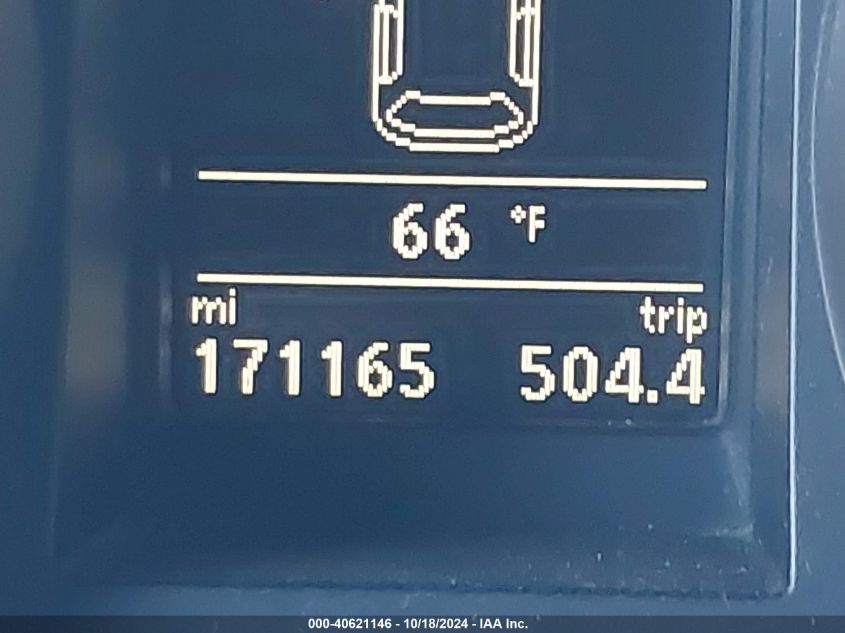 66 °F
mi trip
171165 504.4
000-40621146 - 10/18/2024 - IAA Inc.